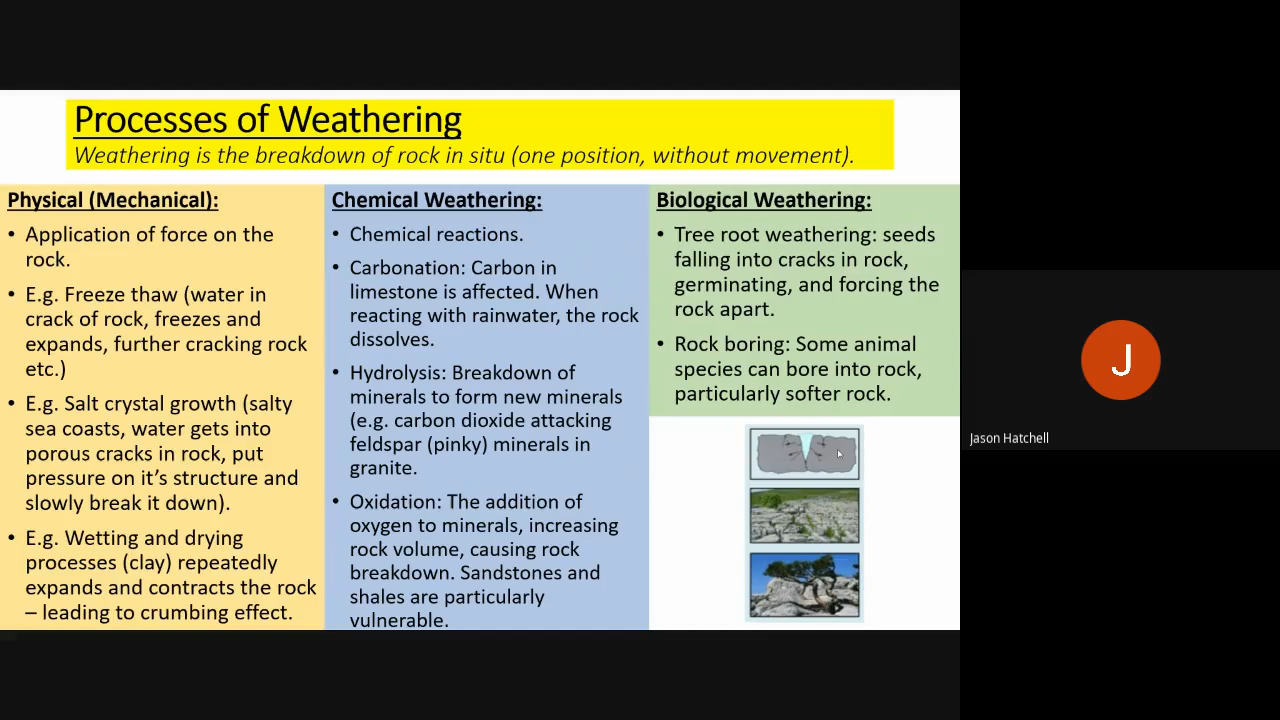 Processes of Weathering
Weathering is the breakdown of rock in situ (one position, without movement).
Physical (Mechanical):
• Application of force on the
rock.
• E.g. Freeze thaw (water in
crack of rock, freezes and
expands, further cracking rock
etc.)
• E.g. Salt crystal growth (salty
sea coasts, water gets into
porous cracks in rock, put
pressure on it's structure and
slowly break it down).
• E.g. Wetting and drying
processes (clay) repeatedly
expands and contracts the rock
– leading to crumbing effect.
Chemical Weathering:
• Chemical reactions.
• Carbonation: Carbon in
limestone is affected. When
reacting with rainwater, the rock
dissolves.
• Hydrolysis: Breakdown of
minerals to form new minerals
(e.g. carbon dioxide attacking
feldspar (pinky) minerals in
granite.
• Oxidation: The addition of
oxygen to minerals, increasing
rock volume, causing rock
breakdown. Sandstones and
shales are particularly
vulnerable.
Biological Weathering:
• Tree root weathering: seeds
falling into cracks in rock,
germinating, and forcing the
rock apart.
• Rock boring: Some animal
species can bore into rock,
particularly softer rock.
J
Jason Hatchell